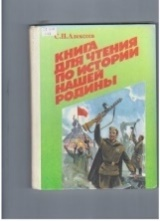 С.П.Алексеев
КНИГА
ДЛЯ ЧТЕНИЯ
ПО ИСТОРИИ
НАШЕЙ
РОДИНЫ